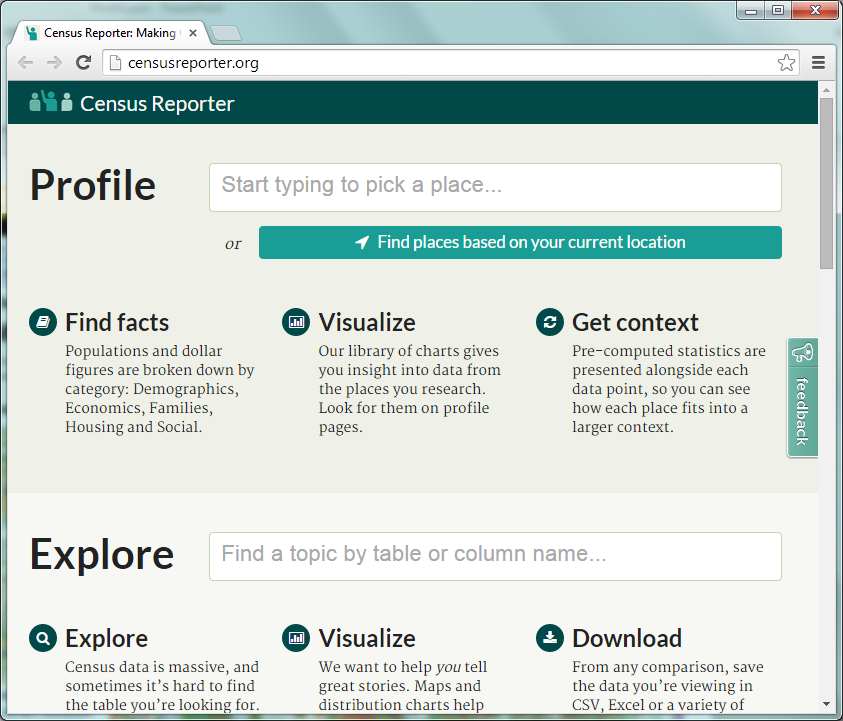 Census Reporter: Making
censusreporter.org
Census Reporter
Profile
Start typing to pick a place...
or
Find places based on your current location
Find facts
Populations and dollar
figures are broken down by
category: Demographics,
Economics, Families,
Housing and Social.
Visualize
Our library of charts gives
you insight into data from
the places you research.
Look for them on profile
pages.
Get context
Pre-computed statistics are
presented alongside each
data point, so you can see
how each place fits into a
larger context.
feedback
Explore
Find a topic by table or column name...
Explore
Census data is massive, and
sometimes it's hard to find
the table you're looking for.
Visualize
We want to help you tell
great stories. Maps and
distribution charts help
Download
From any comparison, save
the data you're viewing in
CSV, Excel or a variety of